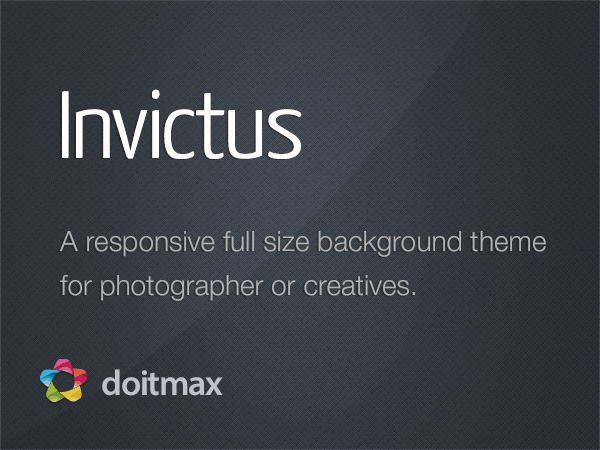 Invictus
A responsive full size background theme
for photographer or creatives.
doitmax